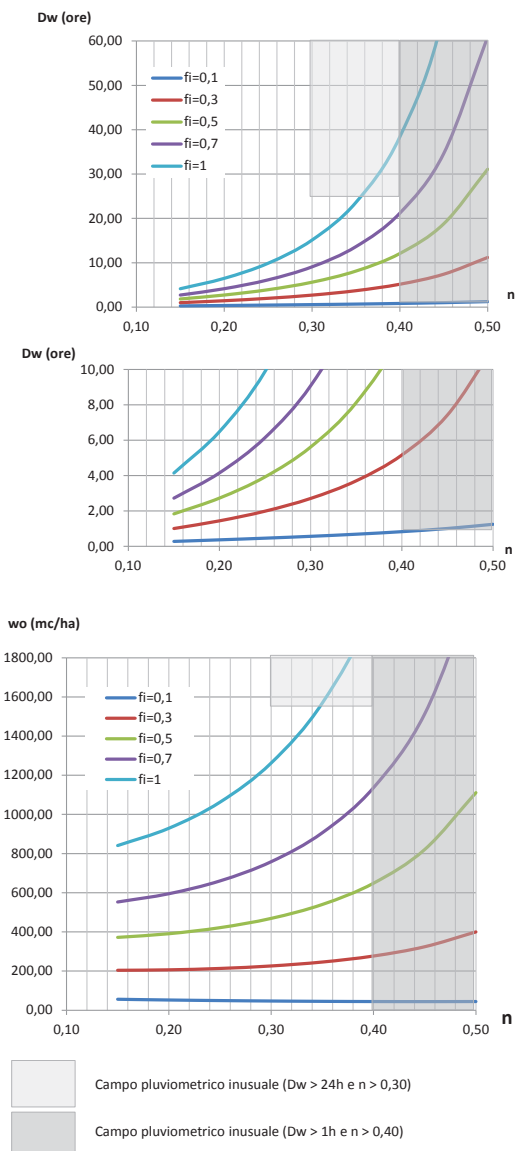 Dw (ore)
60,00
50,00
40,00
30,00
20,00
10,00
0,00
fi=0,1
fi=0,3
fi=0,5
fi=0,7
fi=1
0,10
0,20
0,30
0,40
0,50
n
Dw (ore)
10,00
8,00
6,00
4,00
2,00
0,00
0,10
0,20
0,30
0,40
0,50
n
wo (mc/ha)
1800,00
1600,00
1400,00
1200,00
1000,00
800,00
600,00
400,00
200,00
0,00
fi=0,1
fi=0,3
fi=0,5
fi=0,7
fi=1
0,10
0,20
0,30
0,40
0,50
n
Campo pluviometrico inusuale (Dw > 24h e n > 0,30)
Campo pluviometrico inusuale (Dw > 1h e n > 0,40)